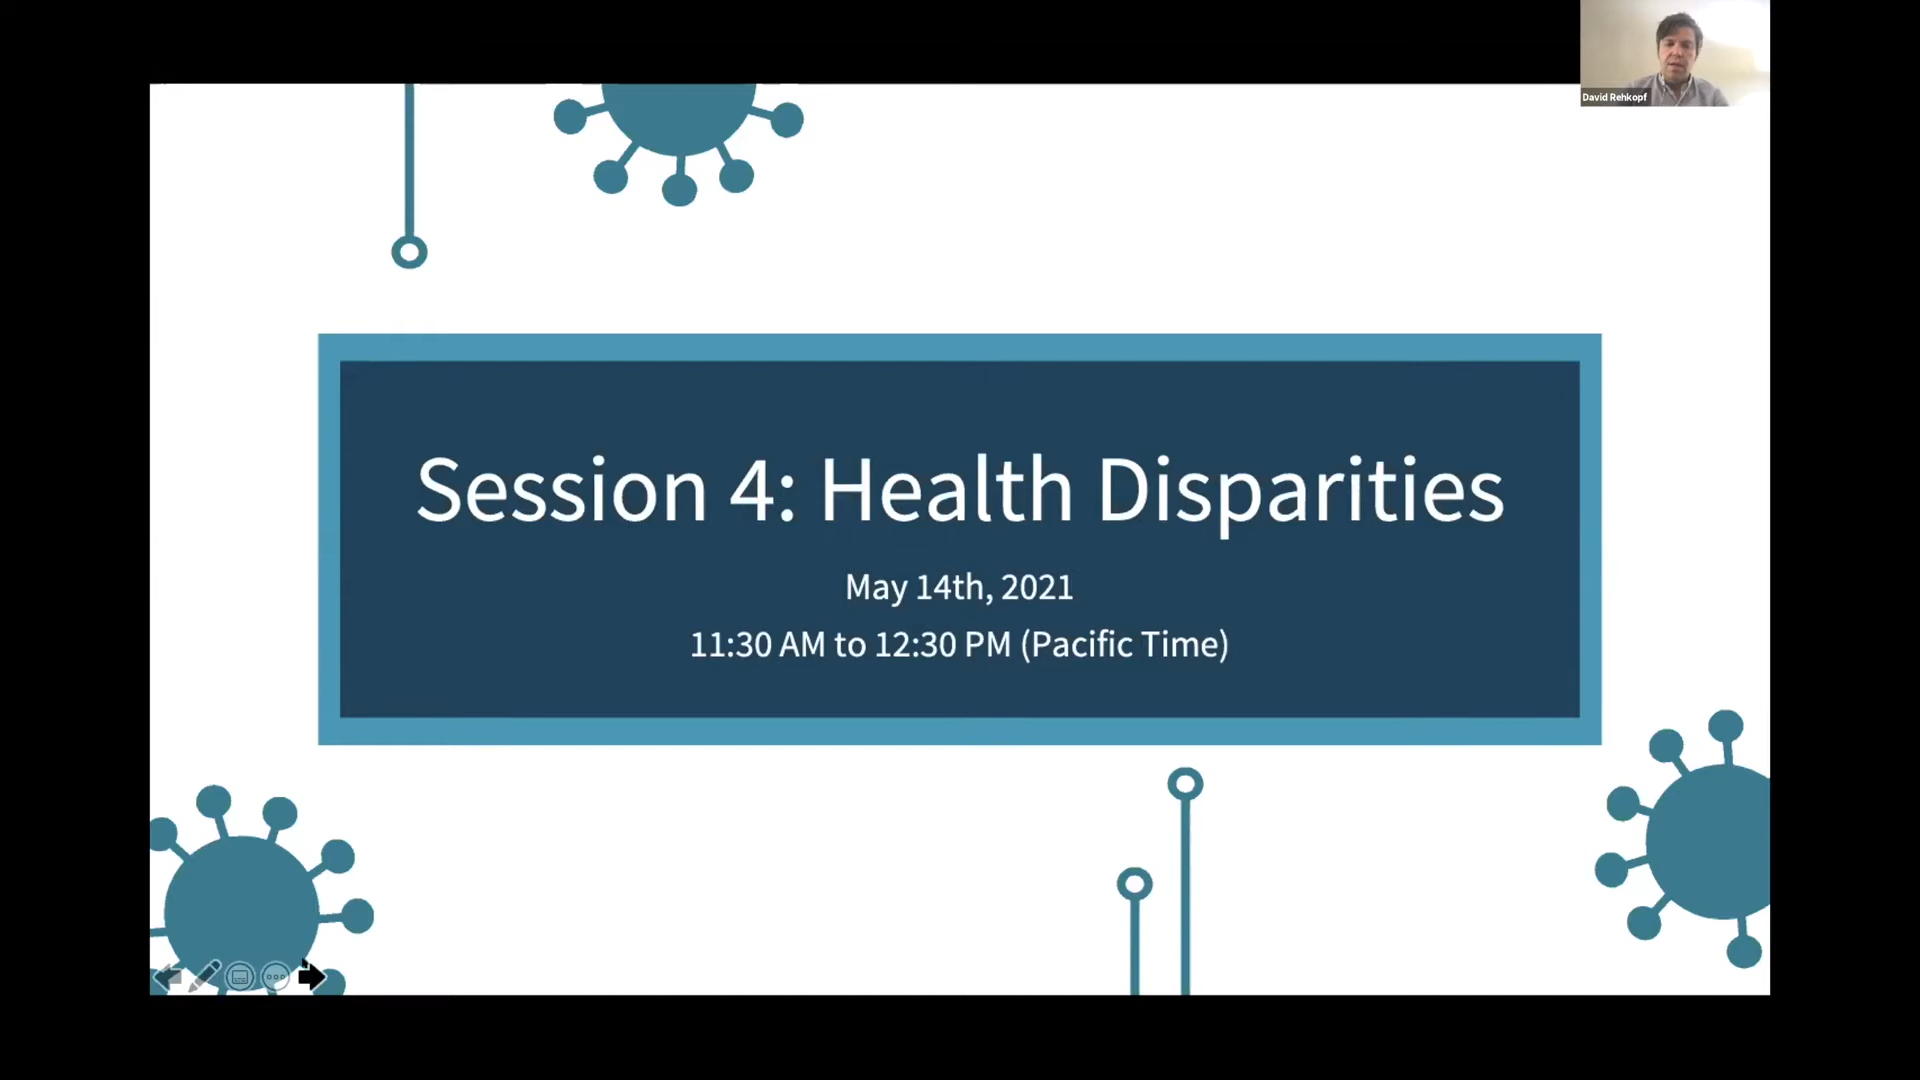 David Rehkopf
Session 4: Health Disparities
May 14th, 2021
11:30 AM to 12:30 PM (Pacific Time)